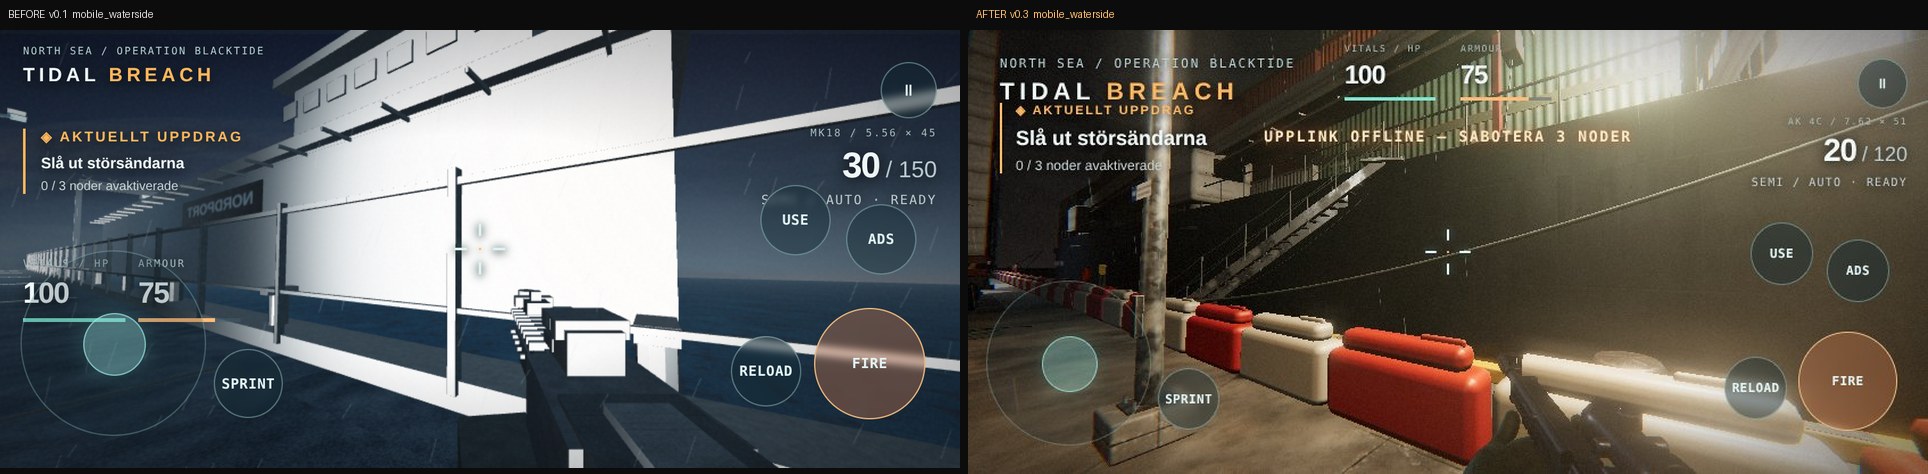 BEFORE v0.1 mobile_waterside
NORTH SEA / OPERATION BLACKTIDE
TIDAL BREACH
◈ AKTUELLT UPPDRAG
Slå ut störsändarna
0 / 3 noder avaktiverade
NORDPORT
/ HP
ARMOUR
100
75
SPRINT
II
MK18 / 5.56 × 45
30 / 150
AUTO · READY
USE
ADS
RELOAD
FIRE
AFTER v0.3 mobile_waterside
NORTH SEA / OPERATION BLACKTIDE
TIDAL BREACH
◈ AKTUELLT UPPDRAG
Slå ut störsändarna
0 / 3 noder avaktiverade
VITALS / HP
ARMOUR
100
75
UPPLINK OFFLINE — SABOTERA 3 NODER
II
AK 4C / 7.62 × 51
20 / 120
SEMI / AUTO · READY
USE
ADS
SPRINT
RELOAD
FIRE